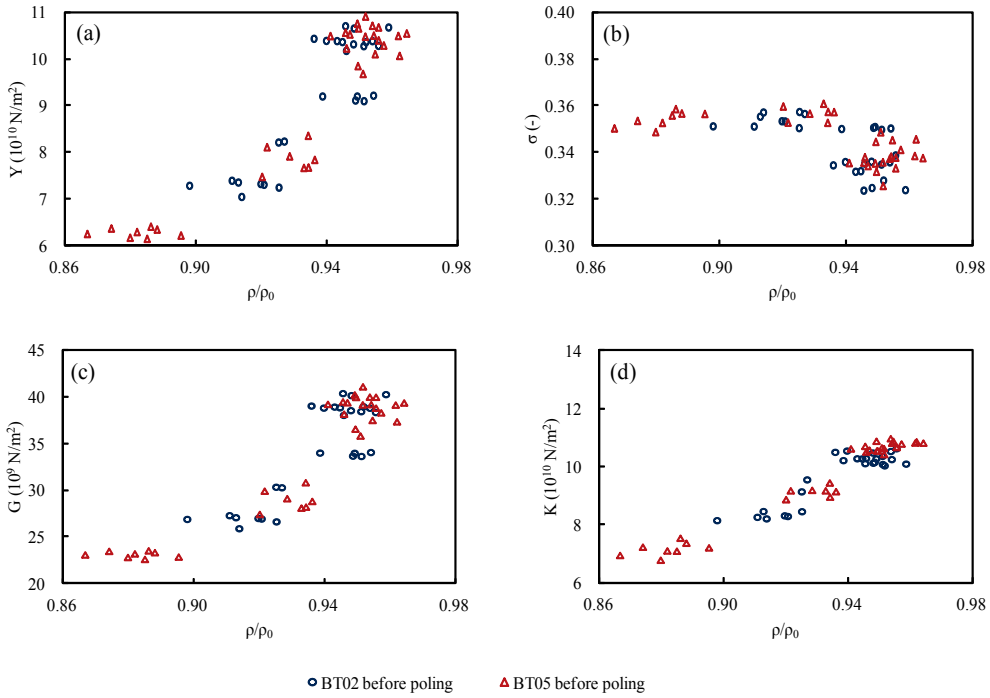 (a)
Y (10¹⁰ N/m²)
11
10
9
8
7
6
0.86 0.90 0.94 0.98
ρ/ρ₀
(b)
σ (-)
0.40
0.38
0.36
0.34
0.32
0.30
0.86 0.90 0.94 0.98
ρ/ρ₀
(c)
G (10⁹ N/m²)
45
40
35
30
25
20
0.86 0.90 0.94 0.98
ρ/ρ₀
(d)
K (10¹⁰ N/m²)
14
12
10
8
6
0.86 0.90 0.94 0.98
ρ/ρ₀
BT02 before poling BT05 before poling